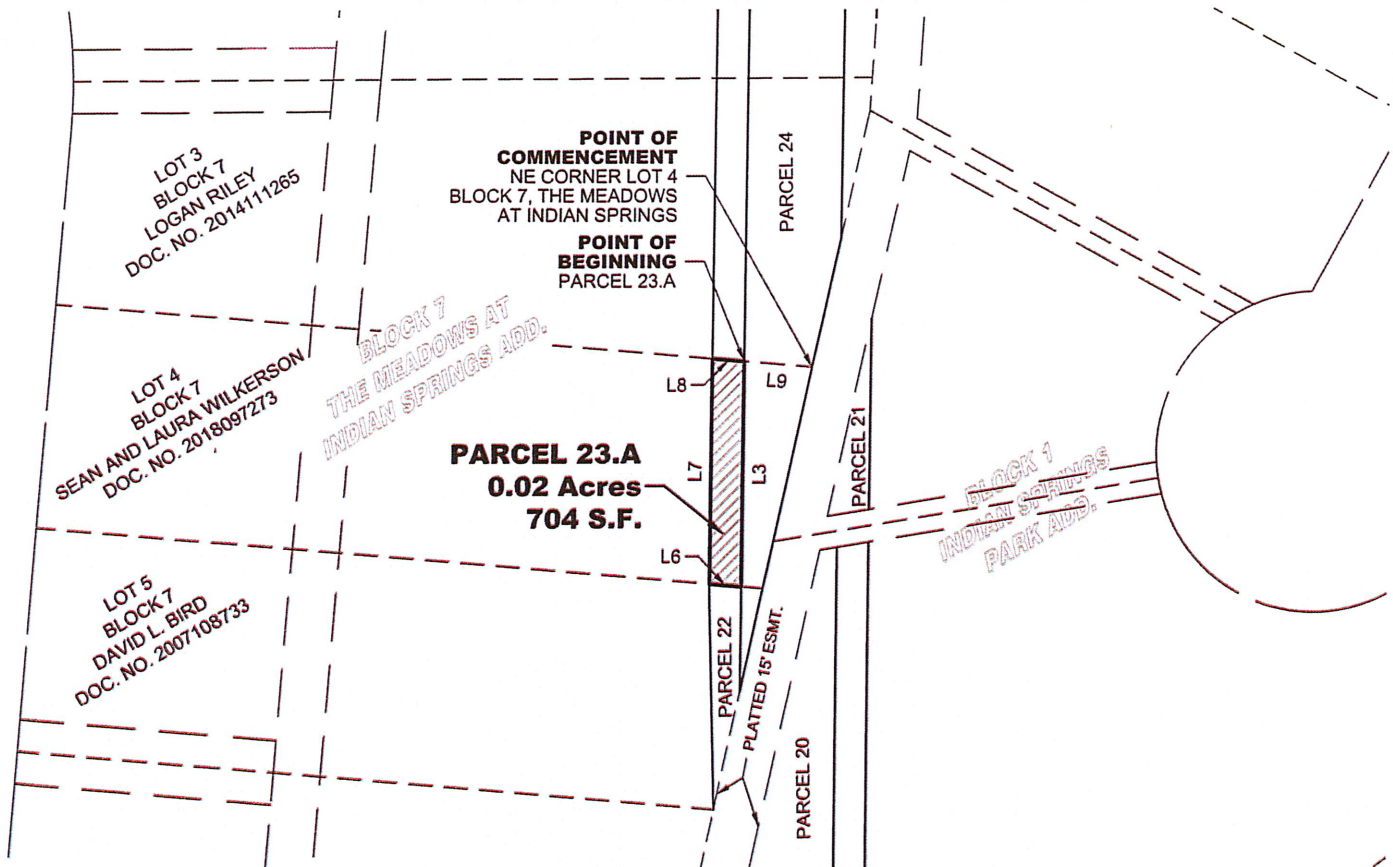 LOT 3
BLOCK 7
LOGAN RILEY
DOC. NO. 2014111265
POINT OF
COMMENCEMENT
NE CORNER LOT 4
BLOCK 7, THE MEADOWS
AT INDIAN SPRINGS
PARCEL 24
POINT OF
BEGINNING
PARCEL 23.A
BLOCK 7
THE MEADOWS AT
INDIAN SPRINGS ADD.
L8
L9
LOT 4
BLOCK 7
SEAN AND LAURA WILKERSON
DOC. NO. 2018097273
PARCEL 23.A
0.02 Acres
704 S.F.
L7
L3
PARCEL 21
BLOCK 1
INDIAN SPRINGS
PARK ADD.
L6
LOT 5
BLOCK 7
DAVID L. BIRD
DOC. NO. 2007108733
PARCEL 22
PLATTED 15' ESMT.
PARCEL 20